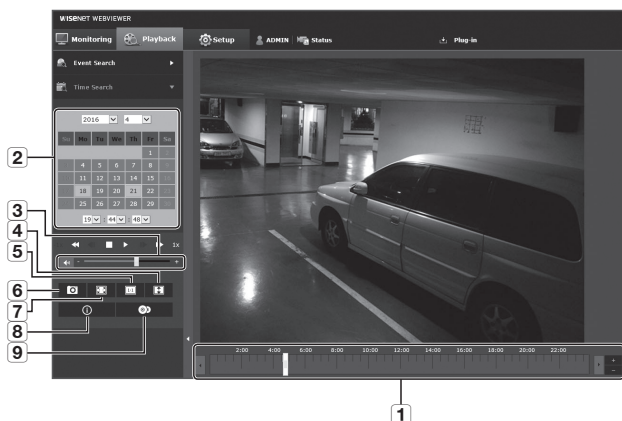 WISENET WEBVIEWER
Monitoring Playback Setup ADMIN Status Plug-in
Event Search
Time Search
2016 4
Su Mo Tu We Th Fr Sa
1
4 5 6 7 8
11 12 13 14 15
18 19 20 21 22
25 26 27 28 29
19 : 44 : 48
1x
- +
1:1
2:00 4:00 6:00 8:00 10:00 12:00 14:00 16:00 18:00 20:00 22:00
+
-
2
3
4
5
6
7
8
9
1